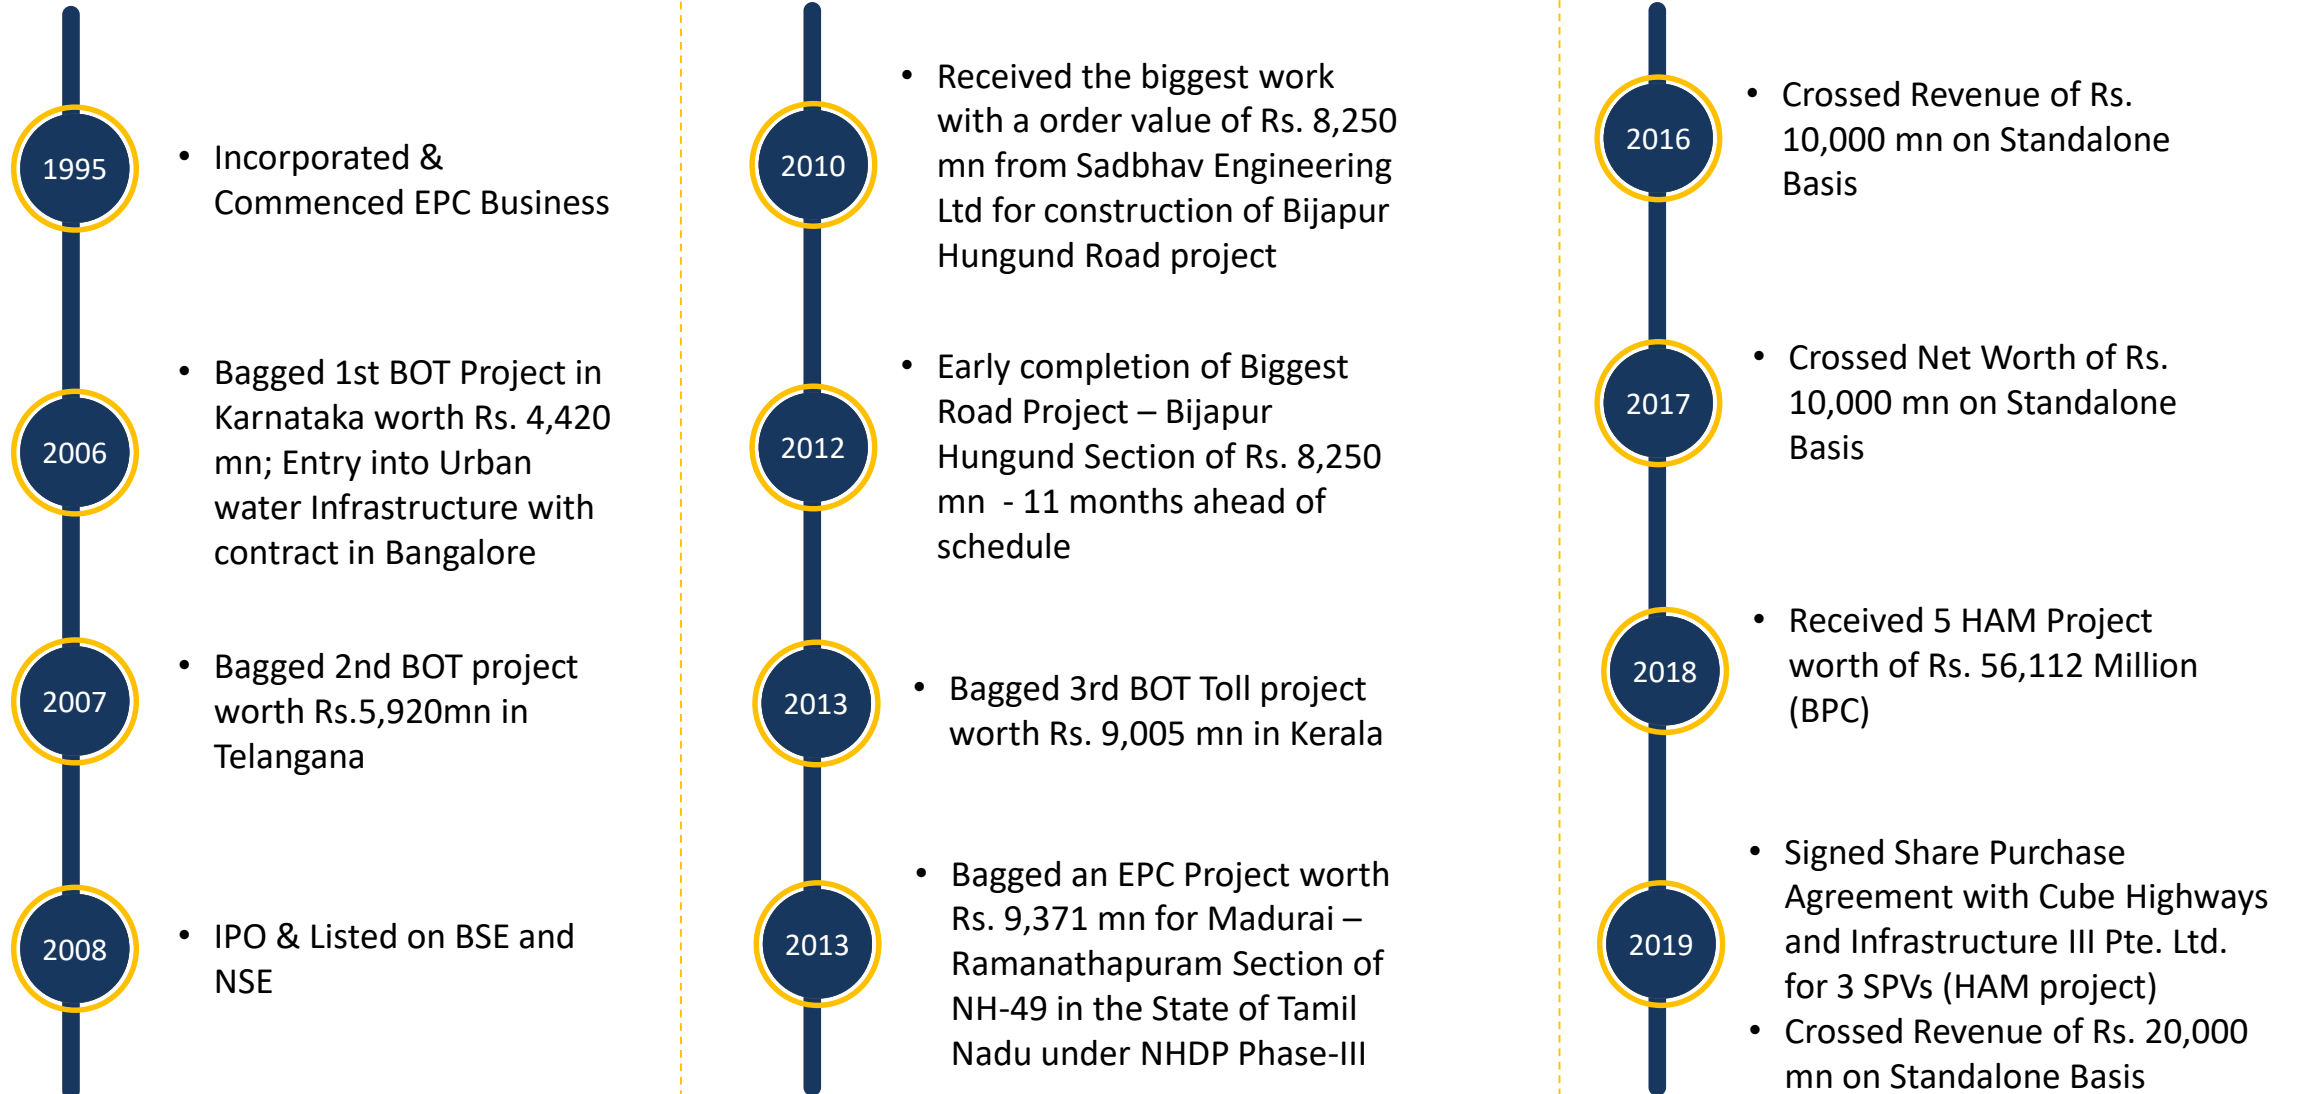 1995
• Incorporated &
Commenced EPC Business
2006
• Bagged 1st BOT Project in
Karnataka worth Rs. 4,420
mn; Entry into Urban
water Infrastructure with
contract in Bangalore
2007
• Bagged 2nd BOT project
worth Rs.5,920mn in
Telangana
2008
• IPO & Listed on BSE and
NSE
2010
• Received the biggest work
with a order value of Rs. 8,250
mn from Sadbhav Engineering
Ltd for construction of Bijapur
Hungund Road project
2012
• Early completion of Biggest
Road Project – Bijapur
Hungund Section of Rs. 8,250
mn  - 11 months ahead of
schedule
2013
• Bagged 3rd BOT Toll project
worth Rs. 9,005 mn in Kerala
2013
• Bagged an EPC Project worth
Rs. 9,371 mn for Madurai –
Ramanathapuram Section of
NH-49 in the State of Tamil
Nadu under NHDP Phase-III
2016
• Crossed Revenue of Rs.
10,000 mn on Standalone
Basis
2017
• Crossed Net Worth of Rs.
10,000 mn on Standalone
Basis
2018
• Received 5 HAM Project
worth of Rs. 56,112 Million
(BPC)
2019
• Signed Share Purchase
Agreement with Cube Highways
and Infrastructure III Pte. Ltd.
for 3 SPVs (HAM project)
• Crossed Revenue of Rs. 20,000
mn on Standalone Basis